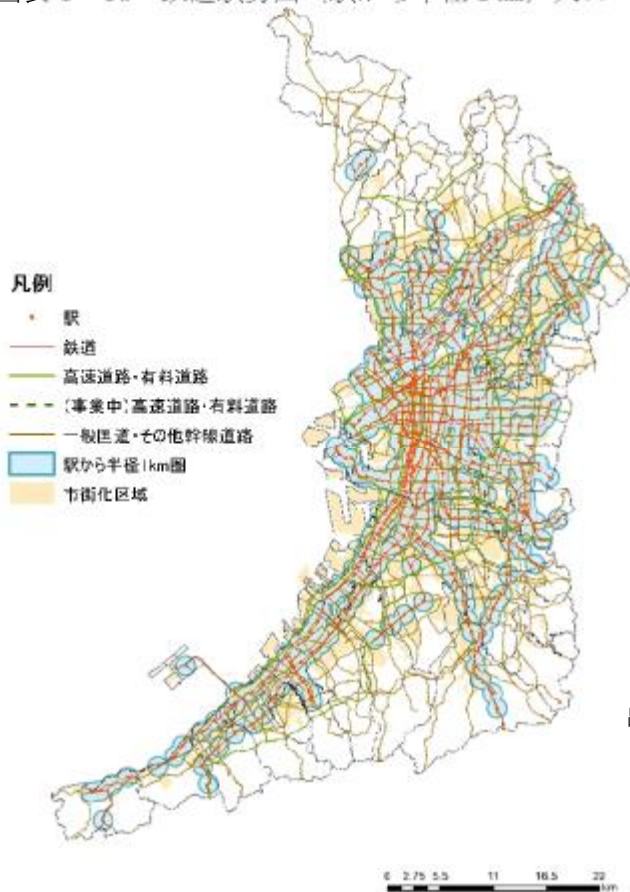 凡例
駅
鉄道
高速道路・有料道路
(事業中)高速道路・有料道路
一般国道・その他幹線道路
駅から半径1km圏
市街化区域
0 2.75 5.5 11 16.5 22
km